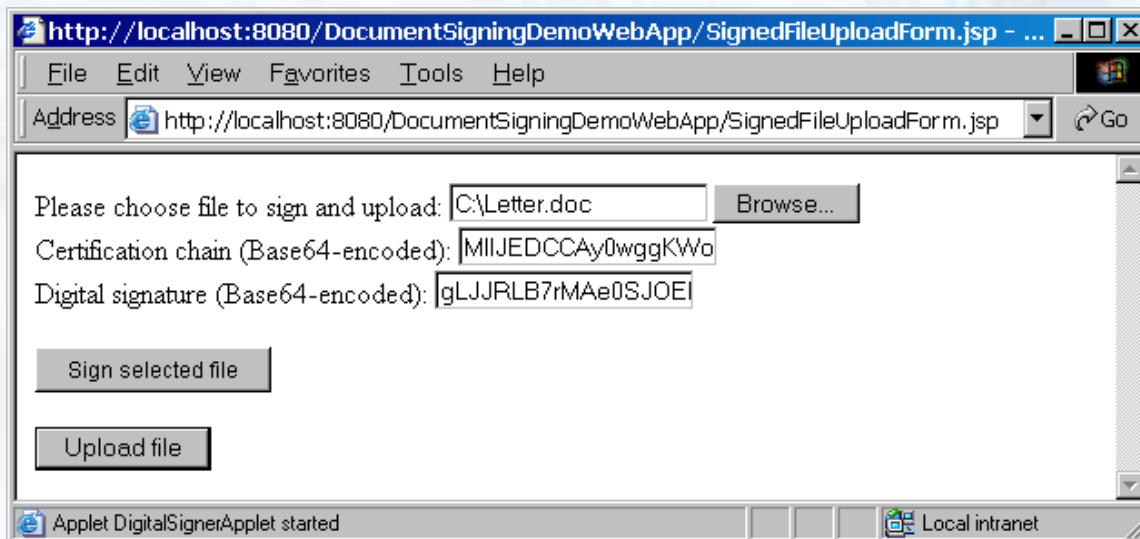 http://localhost:8080/DocumentSigningDemoWebApp/SignedFileUploadForm.jsp - ...
File Edit View Favorites Tools Help
Address http://localhost:8080/DocumentSigningDemoWebApp/SignedFileUploadForm.jsp Go
Please choose file to sign and upload: C:\Letter.doc Browse...
Certification chain (Base64-encoded): MIIJEDCCAy0wggKWo
Digital signature (Base64-encoded): gLJJRLB7rMAe0SJOEl
Sign selected file
Upload file
Applet DigitalSignerApplet started Local intranet